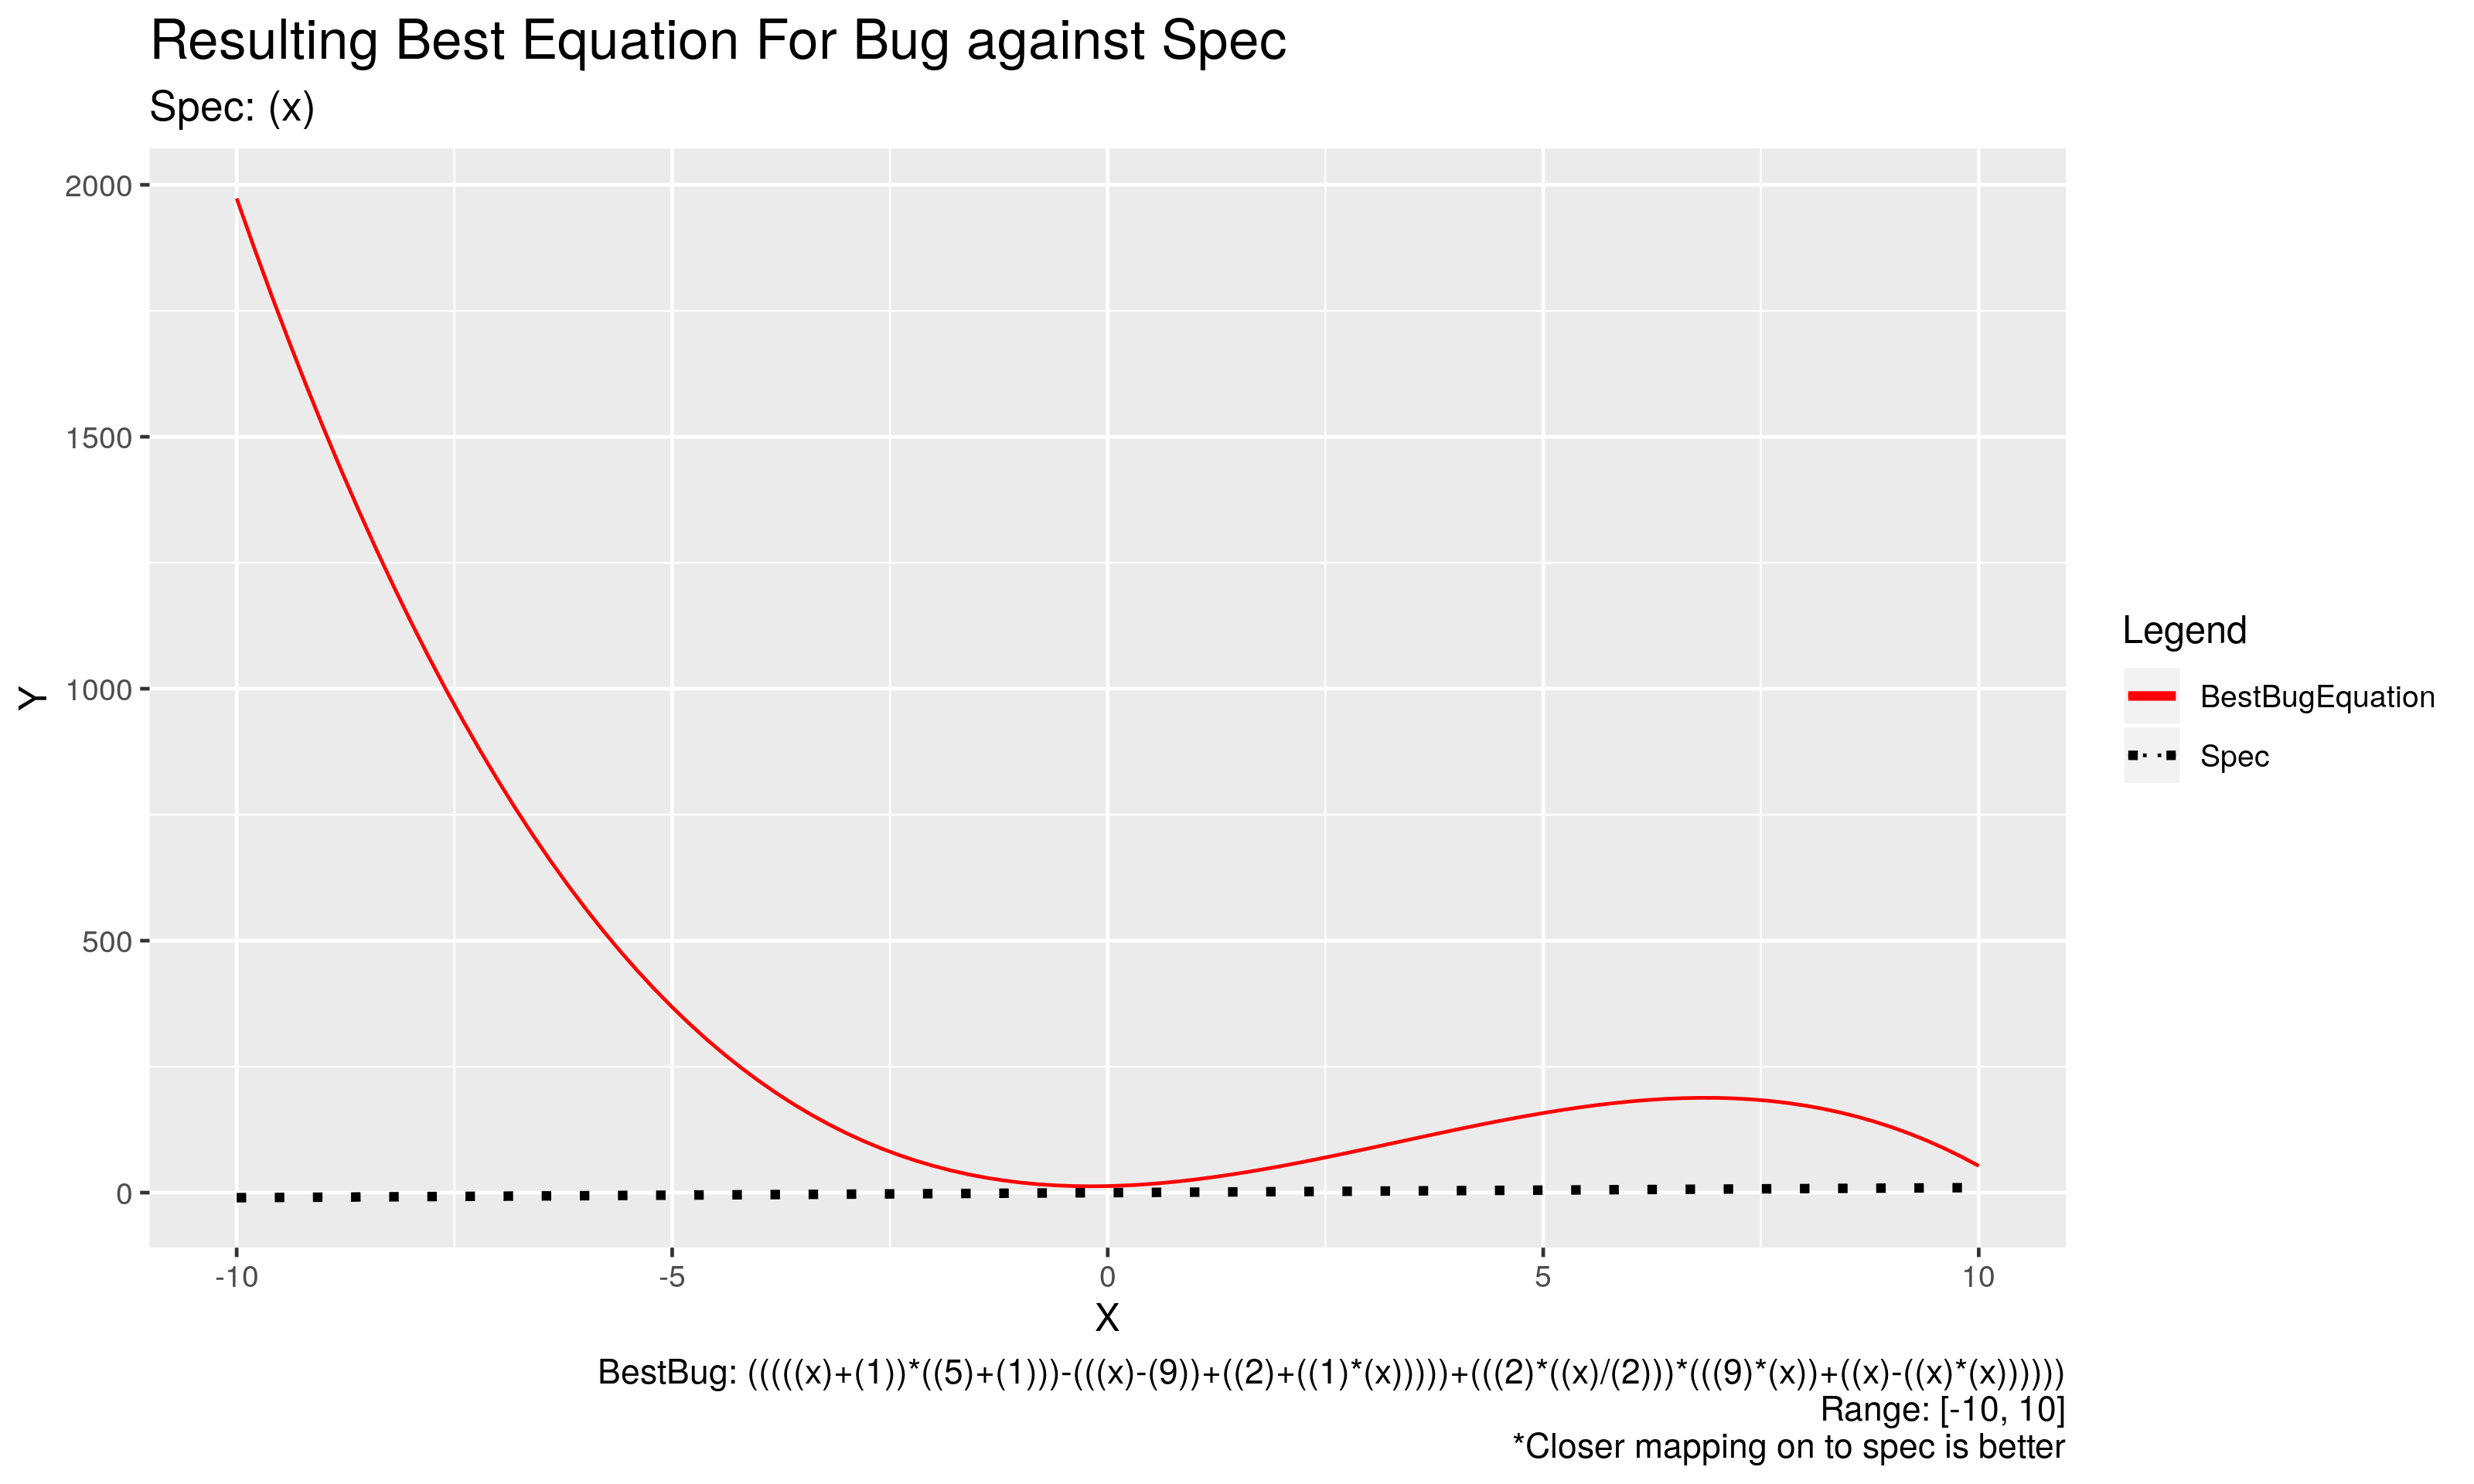 Resulting Best Equation For Bug against Spec
Spec: (x)
2000
1500
1000
500
0
Y
-10
-5
0
5
10
X
Legend
BestBugEquation
Spec
BestBug: (((((x)+(1))*((5)+(1)))-(((x)-(9))+((2)+((1)*(x)))))+(((2)*((x)/(2)))*(((9)*(x))+((x)-((x)*(x))))))
Range: [-10, 10]
*Closer mapping on to spec is better